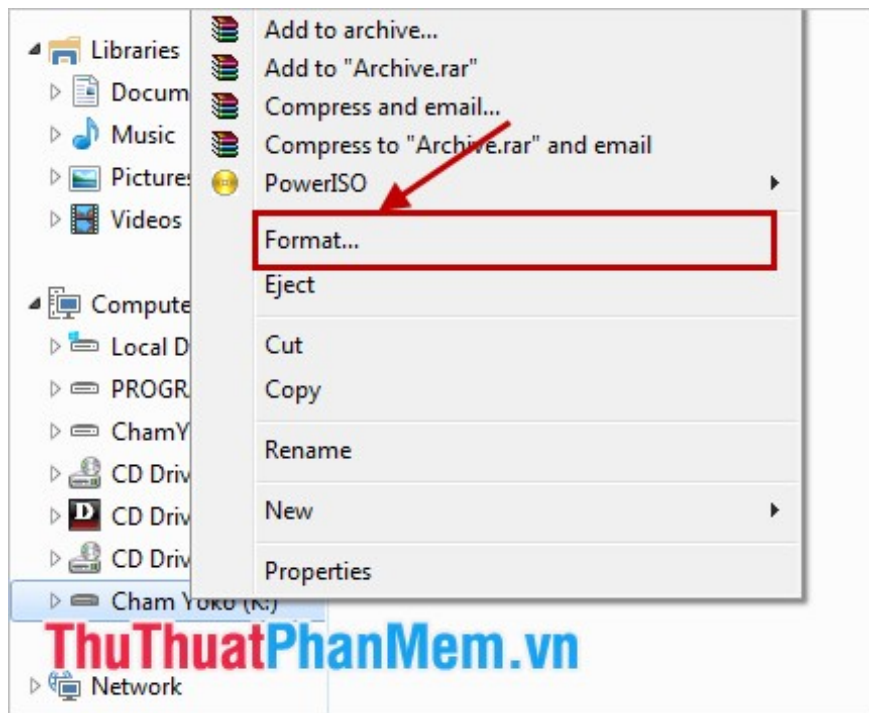 Libraries
Docum
Music
Pictures
Videos
Compute
Local D
PROGR
ChamY
CD Driv
CD Driv
CD Driv
Cham Yoko (K:)
Network
Add to archive...
Add to "Archive.rar"
Compress and email...
Compress to "Archive.rar" and email
PowerISO
Format...
Eject
Cut
Copy
Rename
New
Properties
ThuThuatPhanMem.vn